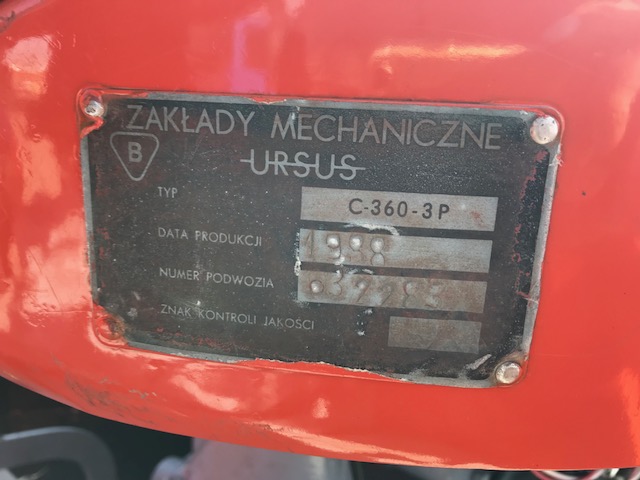 ZAKŁADY MECHANICZNE
B
URSUS
TYP C-360-3P
DATA PRODUKCJI 1988
NUMER PODWOZIA
ZNAK KONTROLI JAKOŚCI